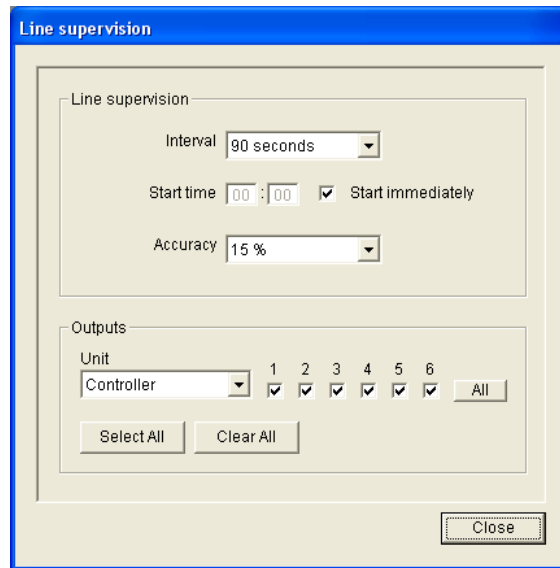 Line supervision
Line supervision
Interval 90 seconds
Start time 00 : 00 Start immediately
Accuracy 15 %
Outputs
Unit
1 2 3 4 5 6
Controller All
Select All Clear All
Close